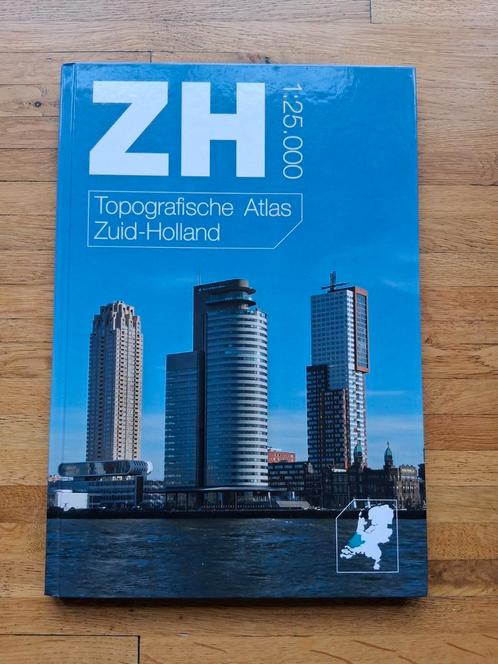 ZH
1:25.000
Topografische Atlas
Zuid-Holland